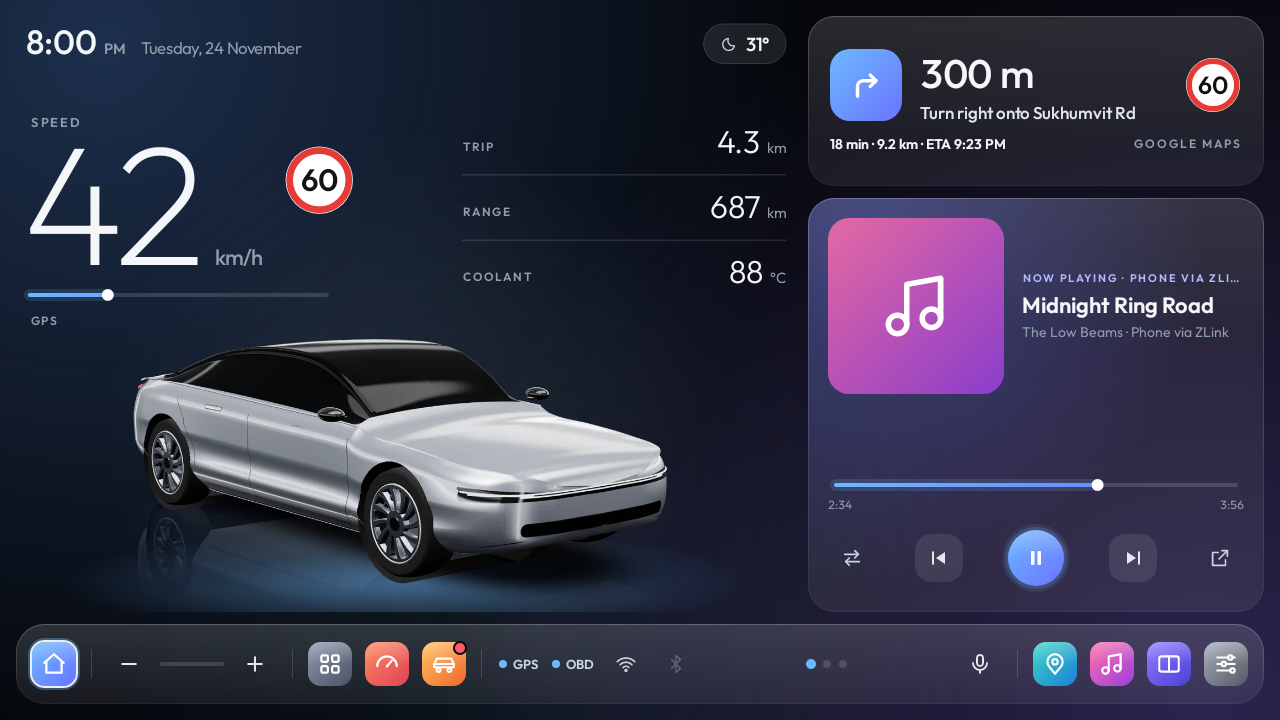 8:00 PM Tuesday, 24 November
31°
SPEED
42 km/h
60
GPS
TRIP 4.3 km
RANGE 687 km
COOLANT 88 °C
300 m
Turn right onto Sukhumvit Rd
60
18 min · 9.2 km · ETA 9:23 PM
GOOGLE MAPS
NOW PLAYING · PHONE VIA ZLI...
Midnight Ring Road
The Low Beams · Phone via ZLink
2:34 3:56
GPS OBD